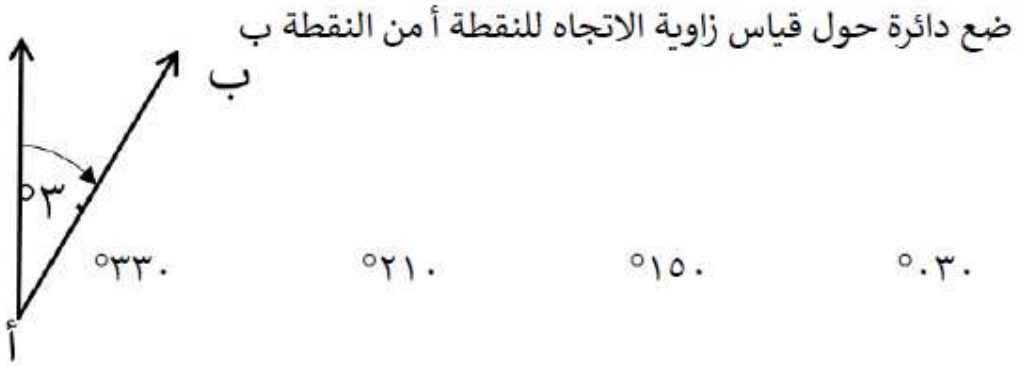 ضع دائرة حول قياس زاوية الاتجاه للنقطة أ من النقطة ب
ب
°٣٠
°٠٣٠ °١٥٠ °٢١٠ °٣٣٠
أ